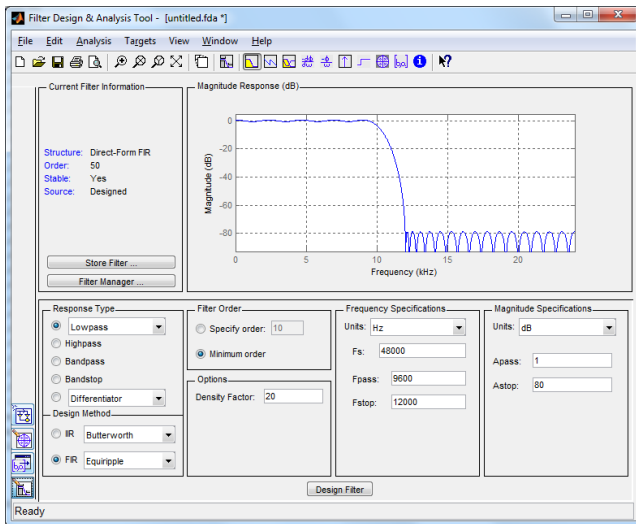 Filter Design & Analysis Tool - [untitled.fda *]
File Edit Analysis Targets View Window Help
Current Filter Information
Structure: Direct-Form FIR
Order: 50
Stable: Yes
Source: Designed
Store Filter ...
Filter Manager ...
Magnitude Response (dB)
Magnitude (dB)
0
-20
-40
-60
-80
0 5 10 15 20
Frequency (kHz)
Response Type
Lowpass
Highpass
Bandpass
Bandstop
Differentiator
Design Method
IIR Butterworth
FIR Equiripple
Filter Order
Specify order: 10
Minimum order
Options
Density Factor: 20
Frequency Specifications
Units: Hz
Fs: 48000
Fpass: 9600
Fstop: 12000
Magnitude Specifications
Units: dB
Apass: 1
Astop: 80
Design Filter
Ready